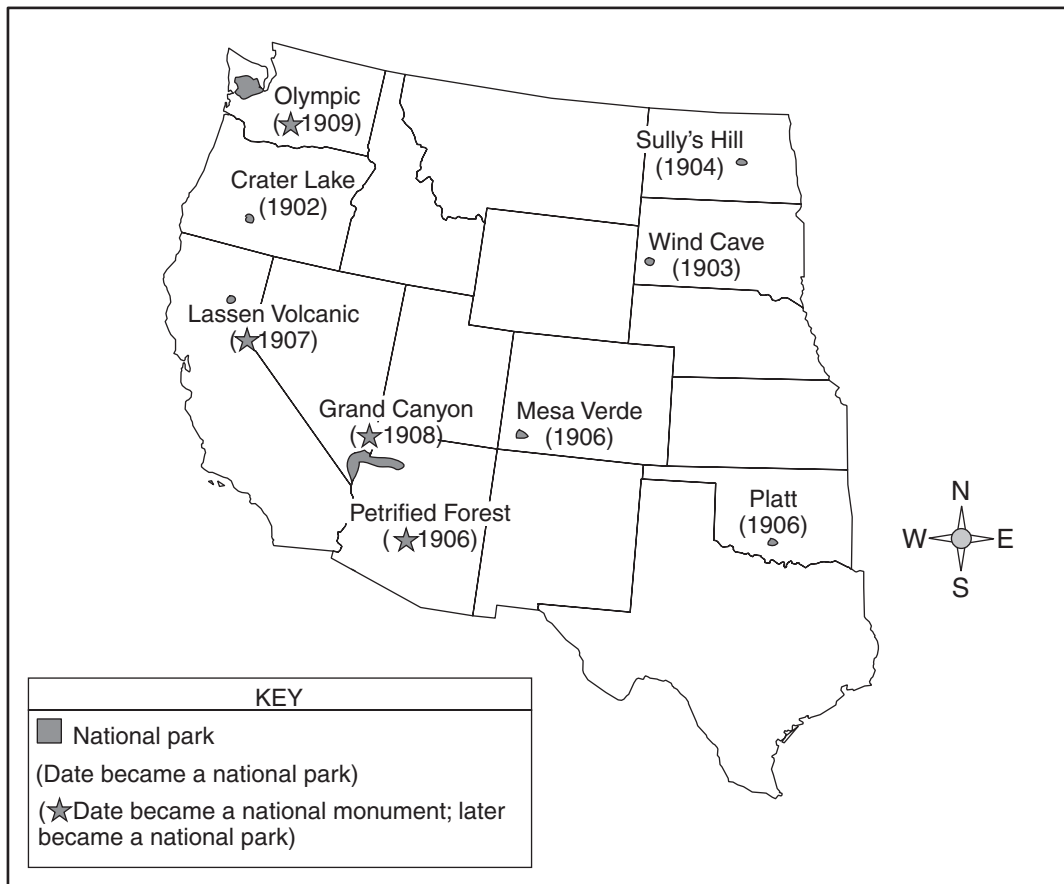 Olympic
(★1909)
Sully’s Hill
(1904)
Crater Lake
(1902)
Wind Cave
(1903)
Lassen Volcanic
(★1907)
Grand Canyon
(★1908)
Mesa Verde
(1906)
Petrified Forest
(★1906)
Platt
(1906)
N
W E
S
KEY
National park
(Date became a national park)
(★Date became a national monument; later
became a national park)